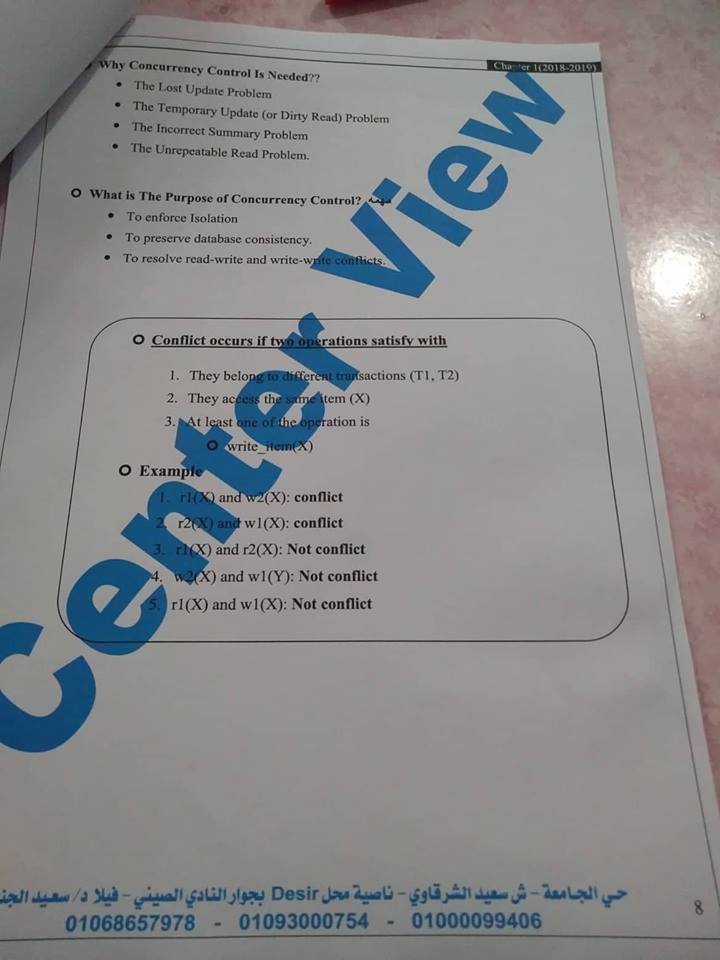 Chapter 1(2018-2019)
Why Concurrency Control Is Needed??
• The Lost Update Problem
• The Temporary Update (or Dirty Read) Problem
• The Incorrect Summary Problem
• The Unrepeatable Read Problem.
What is The Purpose of Concurrency Control? مهمه
• To enforce Isolation
• To preserve database consistency.
• To resolve read-write and write-write conflicts.
Conflict occurs if two operations satisfy with
1. They belong to different transactions (T1, T2)
2. They access the same item (X)
3. At least one of the operation is
write_item(X)
Example
1. r1(X) and w2(X): conflict
2. r2(X) and w1(X): conflict
3. r1(X) and r2(X): Not conflict
4. w2(X) and w1(Y): Not conflict
5. r1(X) and w1(X): Not conflict
Center View
حي الجامعة - ش سعيد الشرقاوي - ناصية محل Desir بجوار النادي الصيني - فيلا د/ سعيد
01068657978 - 01093000754 - 01000099406
8